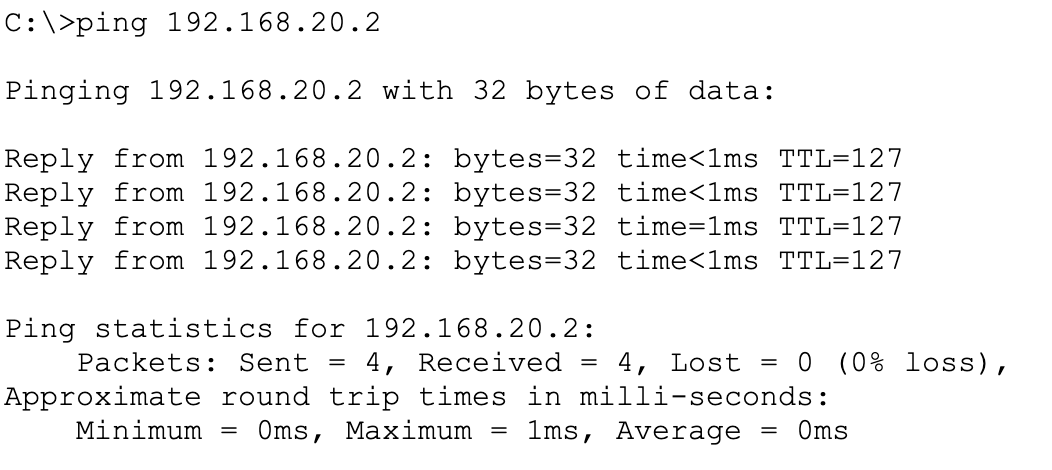 C:\>ping 192.168.20.2
Pinging 192.168.20.2 with 32 bytes of data:
Reply from 192.168.20.2: bytes=32 time<1ms TTL=127
Reply from 192.168.20.2: bytes=32 time<1ms TTL=127
Reply from 192.168.20.2: bytes=32 time=1ms TTL=127
Reply from 192.168.20.2: bytes=32 time<1ms TTL=127
Ping statistics for 192.168.20.2:
    Packets: Sent = 4, Received = 4, Lost = 0 (0% loss),
Approximate round trip times in milli-seconds:
    Minimum = 0ms, Maximum = 1ms, Average = 0ms